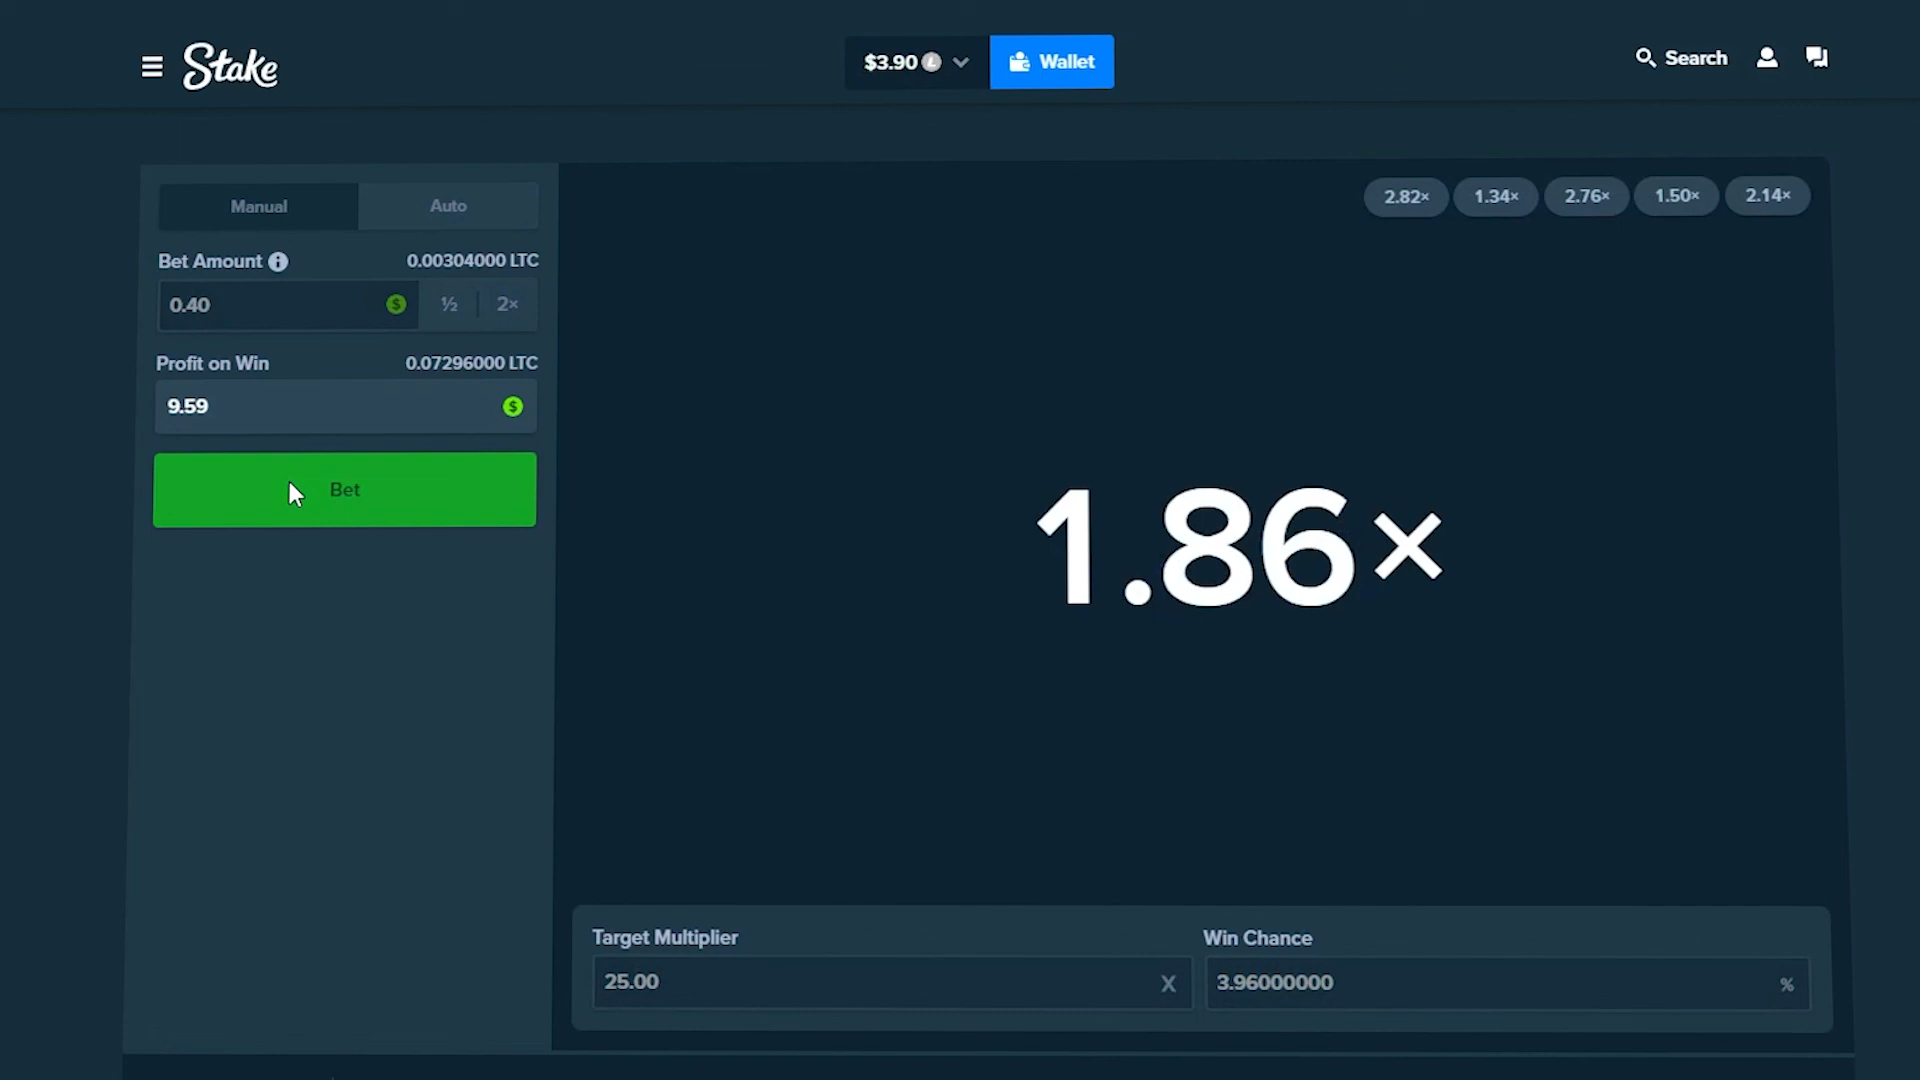 Stake
$3.90
Wallet
Search
Manual Auto
2.82× 1.34× 2.76× 1.50× 2.14×
Bet Amount 0.00304000 LTC
0.40 $ ½ 2×
Profit on Win 0.07296000 LTC
9.59 $
Bet
1.86×
Target Multiplier Win Chance
25.00 X 3.96000000 %